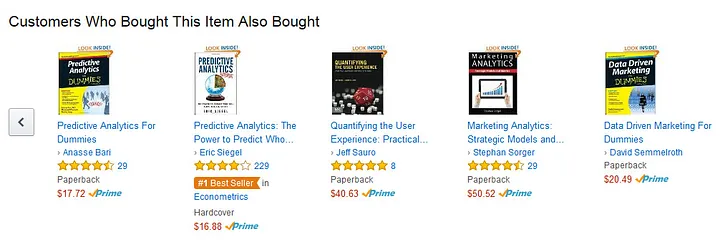 Customers Who Bought This Item Also Bought
LOOK INSIDE!
Predictive
Analytics
FOR
DUMMIES
Predictive Analytics For
Dummies
› Anasse Bari
29
Paperback
$17.72 Prime
LOOK INSIDE!
PREDICTIVE
ANALYTICS
ERIC SIEGEL
Predictive Analytics: The
Power to Predict Who…
› Eric Siegel
229
#1 Best Seller in
Econometrics
Hardcover
$16.88 Prime
LOOK INSIDE!
QUANTIFYING
THE USER EXPERIENCE
Quantifying the User
Experience: Practical…
› Jeff Sauro
8
Paperback
$40.63 Prime
LOOK INSIDE!
MARKETING
ANALYTICS
Marketing Analytics:
Strategic Models and…
› Stephan Sorger
29
Paperback
$50.52 Prime
LOOK INSIDE!
Data Driven
Marketing
FOR
DUMMIES
Data Driven Marketing For
Dummies
› David Semmelroth
Paperback
$20.49 Prime